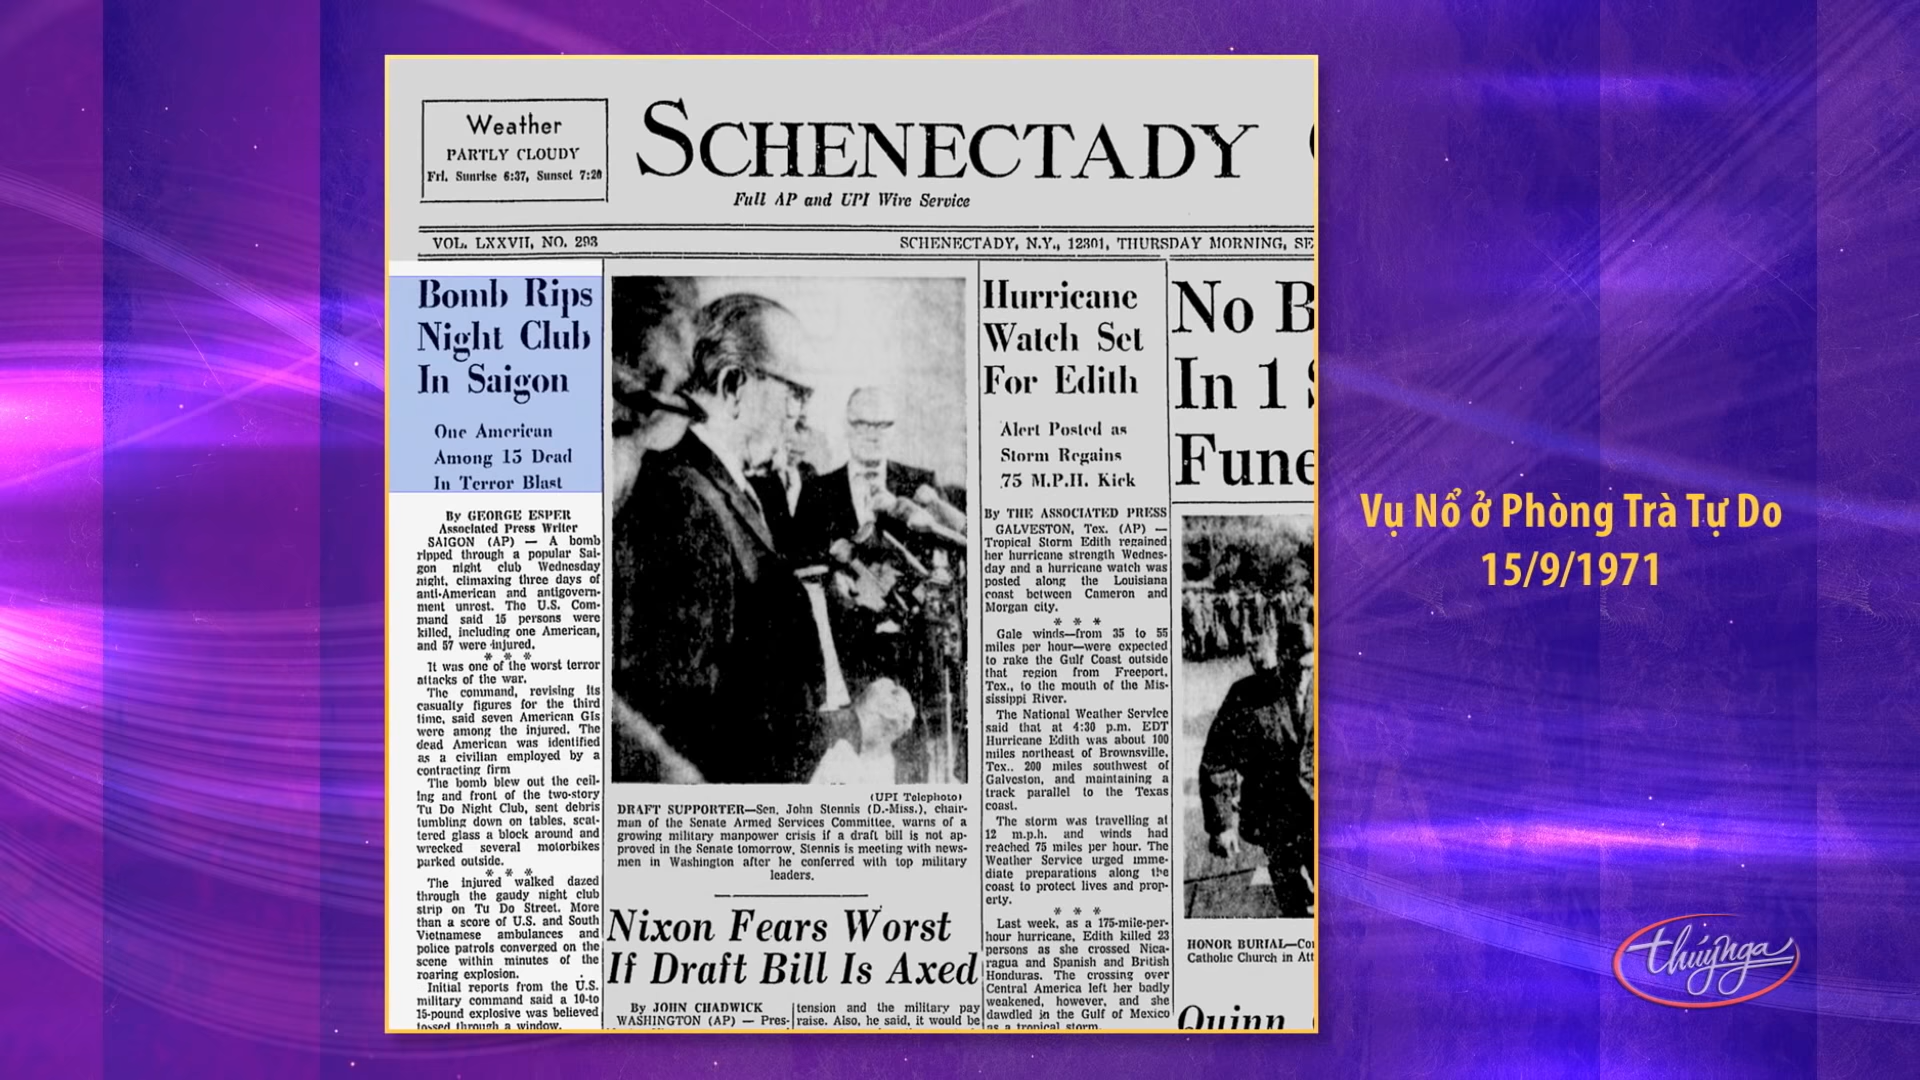 Weather
PARTLY CLOUDY
Fri. Sunrise 6:37, Sunset 7:20
SCHENECTADY
Full AP and UPI Wire Service
VOL. LXXVII, NO. 293
SCHENECTADY, N.Y., 12301, THURSDAY MORNING, SE
Bomb Rips
Night Club
In Saigon
One American
Among 15 Dead
In Terror Blast
By GEORGE ESPER
Associated Press Writer
SAIGON (AP) — A bomb
ripped through a popular Sai-
gon night club Wednesday
night, climaxing three days of
anti-American and antigovern-
ment unrest. The U.S. Com-
mand said 15 persons were
killed, including one American,
and 57 were injured.
* * *
It was one of the worst terror
attacks of the war.
The command, revising its
casualty figures for the third
time, said seven American GIs
were among the injured. The
dead American was identified
as a civilian employed by a
contracting firm
The bomb blew out the ceil-
ing and front of the two-story
Tu Do Night Club, sent debris
tumbling down on tables, scat-
tered glass a block around and
wrecked several motorbikes
parked outside.
* * *
The injured walked dazed
through the gaudy night club
strip on Tu Do Street. More
than a score of U.S. and South
Vietnamese ambulances and
police patrols converged on the
scene within minutes of the
roaring explosion.
Initial reports from the U.S.
military command said a 10-to
15-pound explosive was believed
tossed through a window.
(UPI Telephoto)
DRAFT SUPPORTER—Sen. John Stennis (D.-Miss.), chair-
man of the Senate Armed Services Committee, warns of a
growing military manpower crisis if a draft bill is not ap-
proved in the Senate tomorrow. Stennis is meeting with news-
men in Washington after he conferred with top military
leaders.
Nixon Fears Worst
If Draft Bill Is Axed
By JOHN CHADWICK
WASHINGTON (AP) — Pres-
tension and the military pay
raise. Also, he said, it would be
Hurricane
Watch Set
For Edith
Alert Posted as
Storm Regains
75 M.P.H. Kick
By THE ASSOCIATED PRESS
GALVESTON, Tex. (AP) —
Tropical Storm Edith regained
her hurricane strength Wednes-
day and a hurricane watch was
posted along the Louisiana
coast between Cameron and
Morgan city.
* * *
Gale winds—from 35 to 55
miles per hour—were expected
to rake the Gulf Coast outside
that region from Freeport,
Tex., to the mouth of the Mis-
sissippi River.
The National Weather Service
said that at 4:30 p.m. EDT
Hurricane Edith was about 100
miles northeast of Brownsville,
Tex., 200 miles southwest of
Galveston, and maintaining a
track parallel to the Texas
coast.
The storm was travelling at
12 m.p.h. and winds had
reached 75 miles per hour. The
Weather Service urged imme-
diate preparations along the
coast to protect lives and prop-
erty.
* * *
Last week, as a 175-mile-per-
hour hurricane, Edith killed 23
persons as she crossed Nica-
ragua and Spanish and British
Honduras. The crossing over
Central America left her badly
weakened, however, and she
dawdled in the Gulf of Mexico
as a tropical storm.
No B
In 1
Fune
HONOR BURIAL—Co
Catholic Church in Att
Quinn
Vụ Nổ ở Phòng Trà Tự Do
15/9/1971
thúy nga